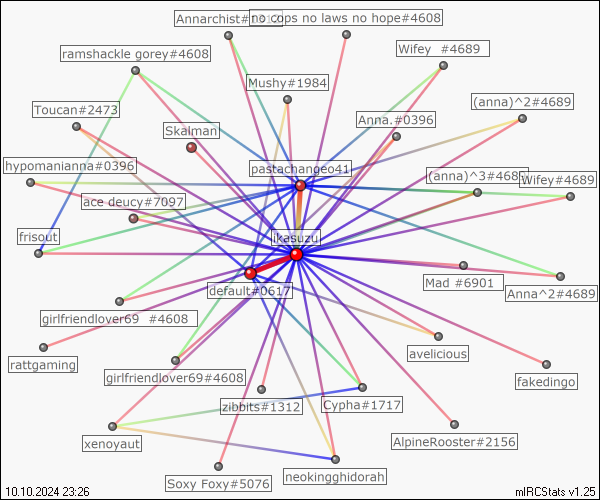 Annarchist#1312
no cops no laws no hope#4608
ramshackle gorey#4608
Wifey #4689
Mushy#1984
Toucan#2473
(anna)^2#4689
Anna.#0396
Skalman
hypomanianna#0396
pastachangeo41
(anna)^3#4689
Wifey#4689
ace deucy#7097
frisout
ikasuzu
default#0617
Mad #6901
Anna^2#4689
girlfriendlover69 #4608
avelicious
rattgaming
girlfriendlover69#4608
fakedingo
zibbits#1312
Cypha#1717
xenoyaut
AlpineRooster#2156
Soxy Foxy#5076
neokingghidorah
10.10.2024 23:26
mIRCStats v1.25